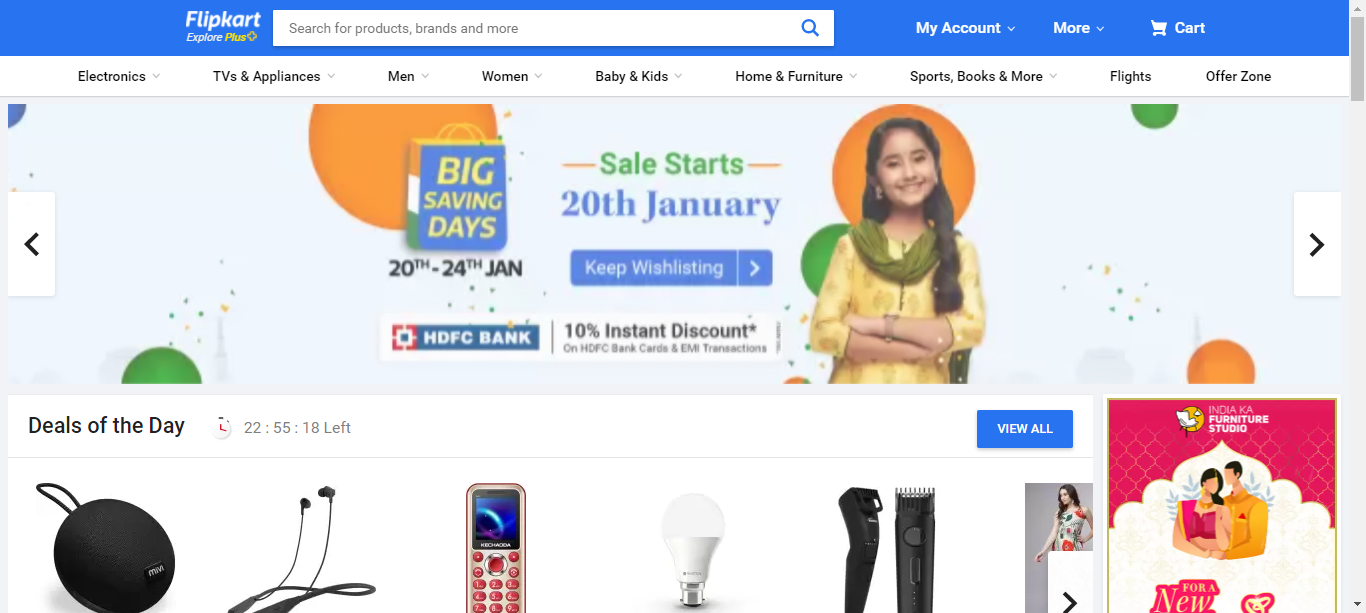 Flipkart
Explore Plus
Search for products, brands and more
My Account
More
Cart
Electronics
TVs & Appliances
Men
Women
Baby & Kids
Home & Furniture
Sports, Books & More
Flights
Offer Zone
BIG
SAVING
DAYS
20TH - 24TH JAN
Sale Starts
20th January
Keep Wishlisting
HDFC BANK
10% Instant Discount*
On HDFC Bank Cards & EMI Transactions
Deals of the Day
22 : 55 : 18 Left
VIEW ALL
INDIA KA
FURNITURE
STUDIO
mivi
KECHAODA
FOR A
New